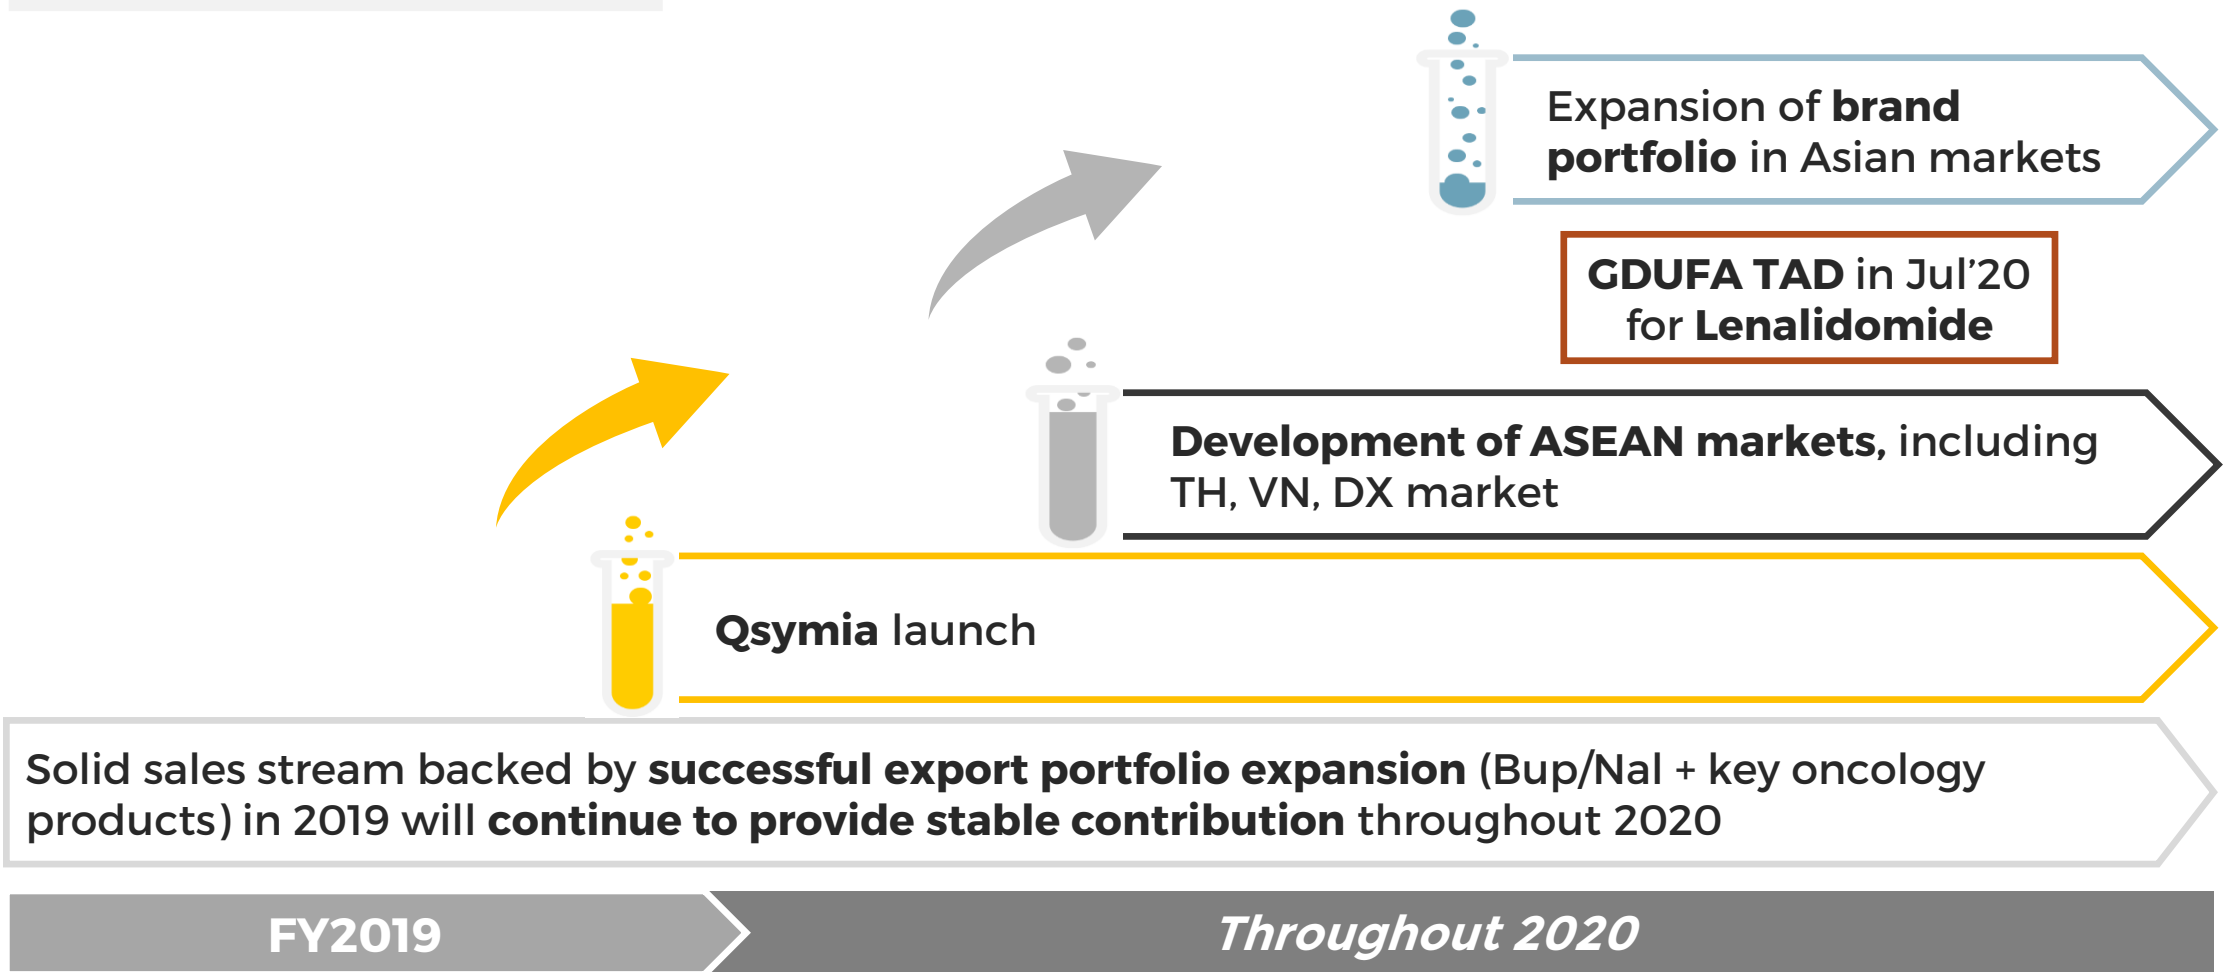 Expansion of brand
portfolio in Asian markets
GDUFA TAD in Jul’20
for Lenalidomide
Development of ASEAN markets, including
TH, VN, DX market
Qsymia launch
Solid sales stream backed by successful export portfolio expansion (Bup/Nal + key oncology
products) in 2019 will continue to provide stable contribution throughout 2020
FY2019
Throughout 2020